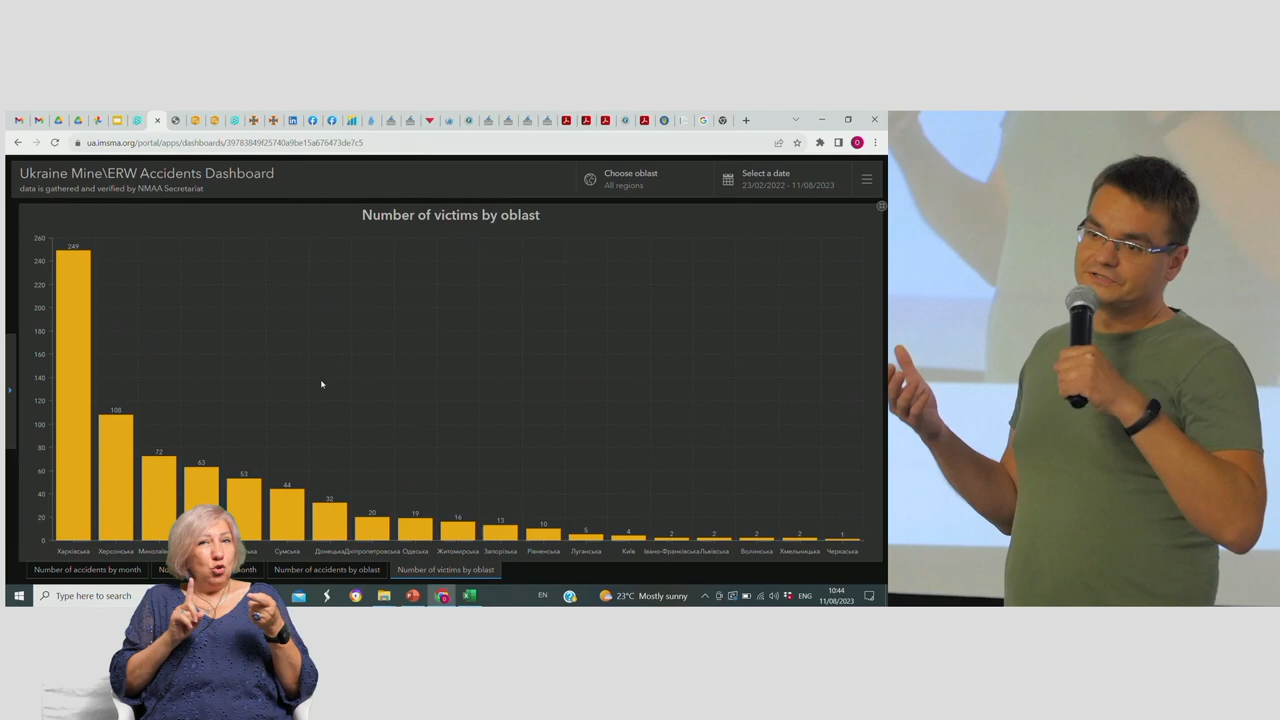 ua.imsma.org/portal/apps/dashboards/39783849f25740a9be15a676473de7c5
Ukraine Mine\ERW Accidents Dashboard
data is gathered and verified by NMAA Secretariat
Choose oblast
All regions
Select a date
23/02/2022 - 11/08/2023
Number of victims by oblast
260
240
220
200
180
160
140
120
100
80
60
40
20
0
249
108
72
63
53
44
32
20
19
16
13
10
5
4
2
2
2
2
1
Харківська
Херсонська
Сумська
Донецька
Дніпропетровська
Одеська
Житомирська
Запорізька
Рівненська
Луганська
Київ
Івано-Франківська
Львівська
Волинська
Хмельницька
Черкаська
Number of accidents by month
Number of accidents by oblast
Number of victims by oblast
Type here to search
EN
23°C Mostly sunny
ENG
10:44
11/08/2023